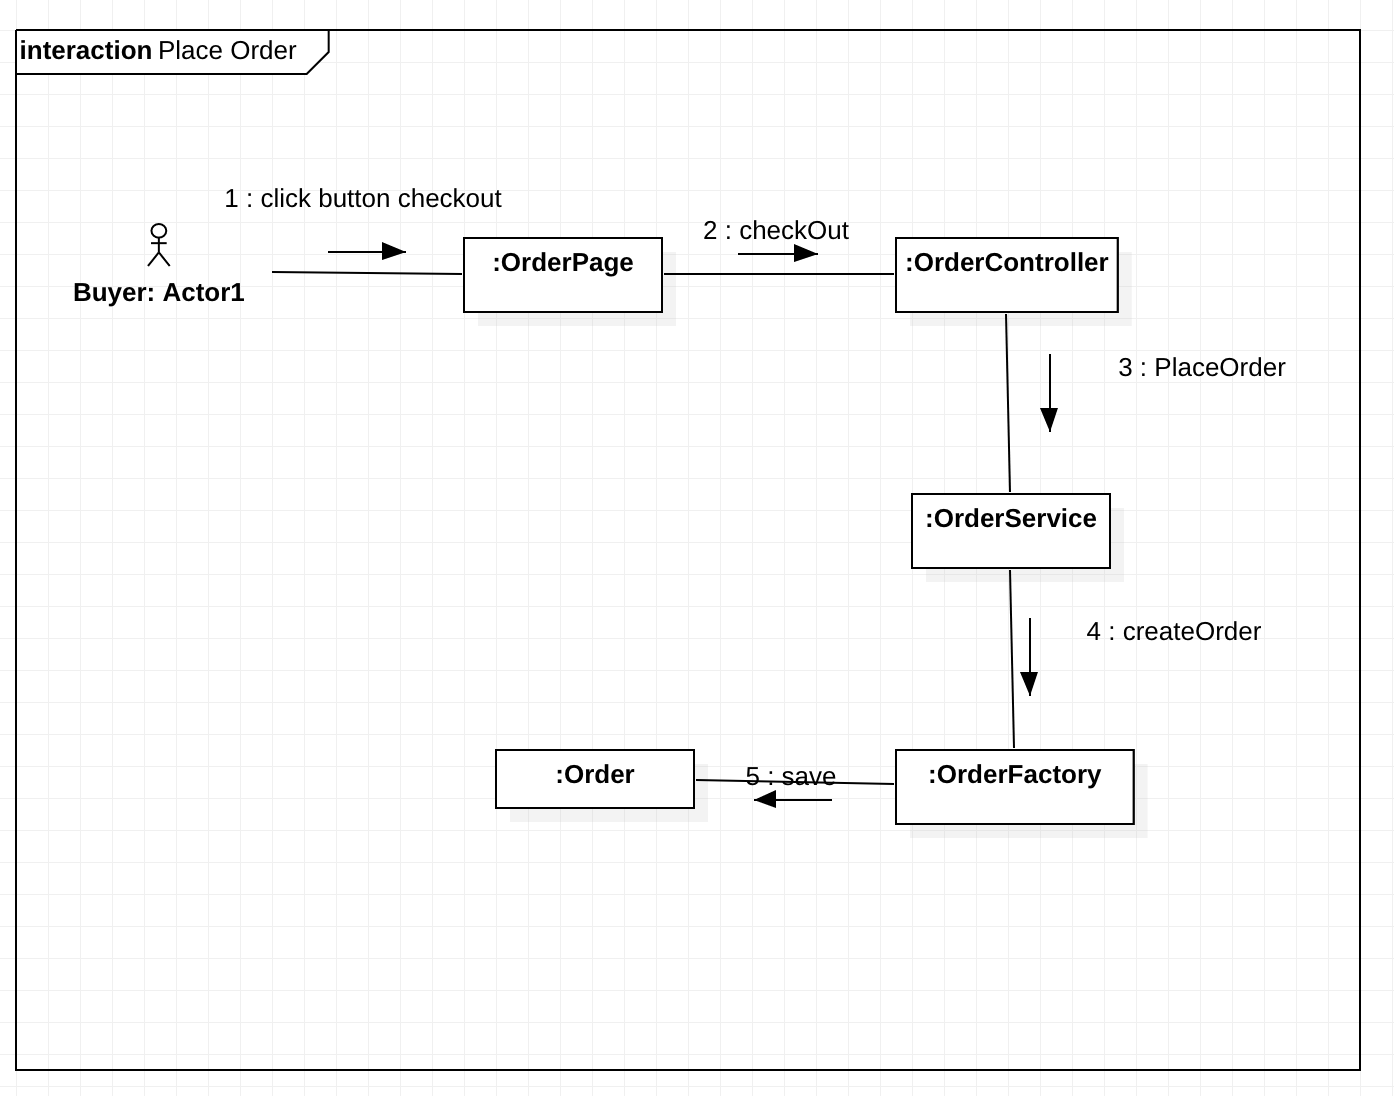 interaction Place Order
1 : click button checkout
2 : checkOut
:OrderPage
:OrderController
Buyer: Actor1
3 : PlaceOrder
:OrderService
4 : createOrder
:Order
5 : save
:OrderFactory